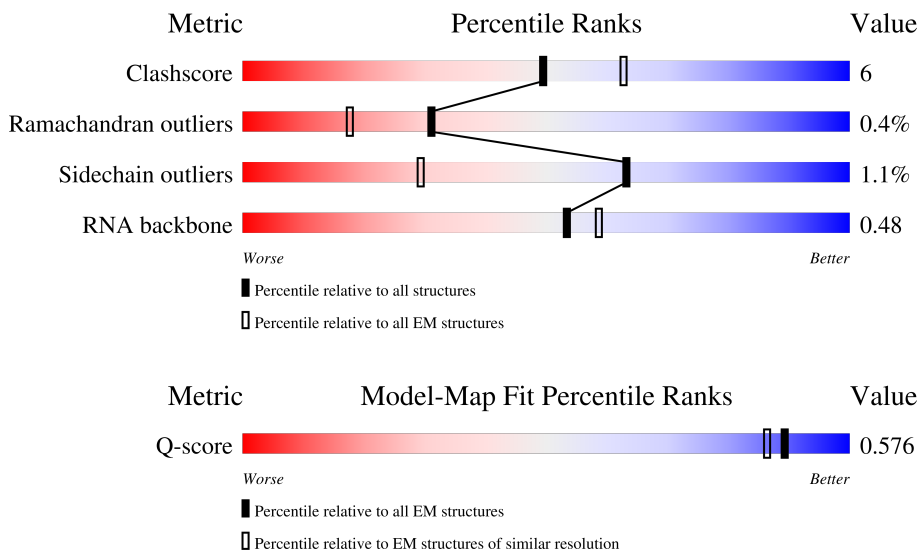 Metric Percentile Ranks Value
Clashscore 6
Ramachandran outliers 0.4%
Sidechain outliers 1.1%
RNA backbone 0.48
Worse Better
Percentile relative to all structures
Percentile relative to all EM structures
Metric Model-Map Fit Percentile Ranks Value
Q-score 0.576
Worse Better
Percentile relative to all EM structures
Percentile relative to EM structures of similar resolution